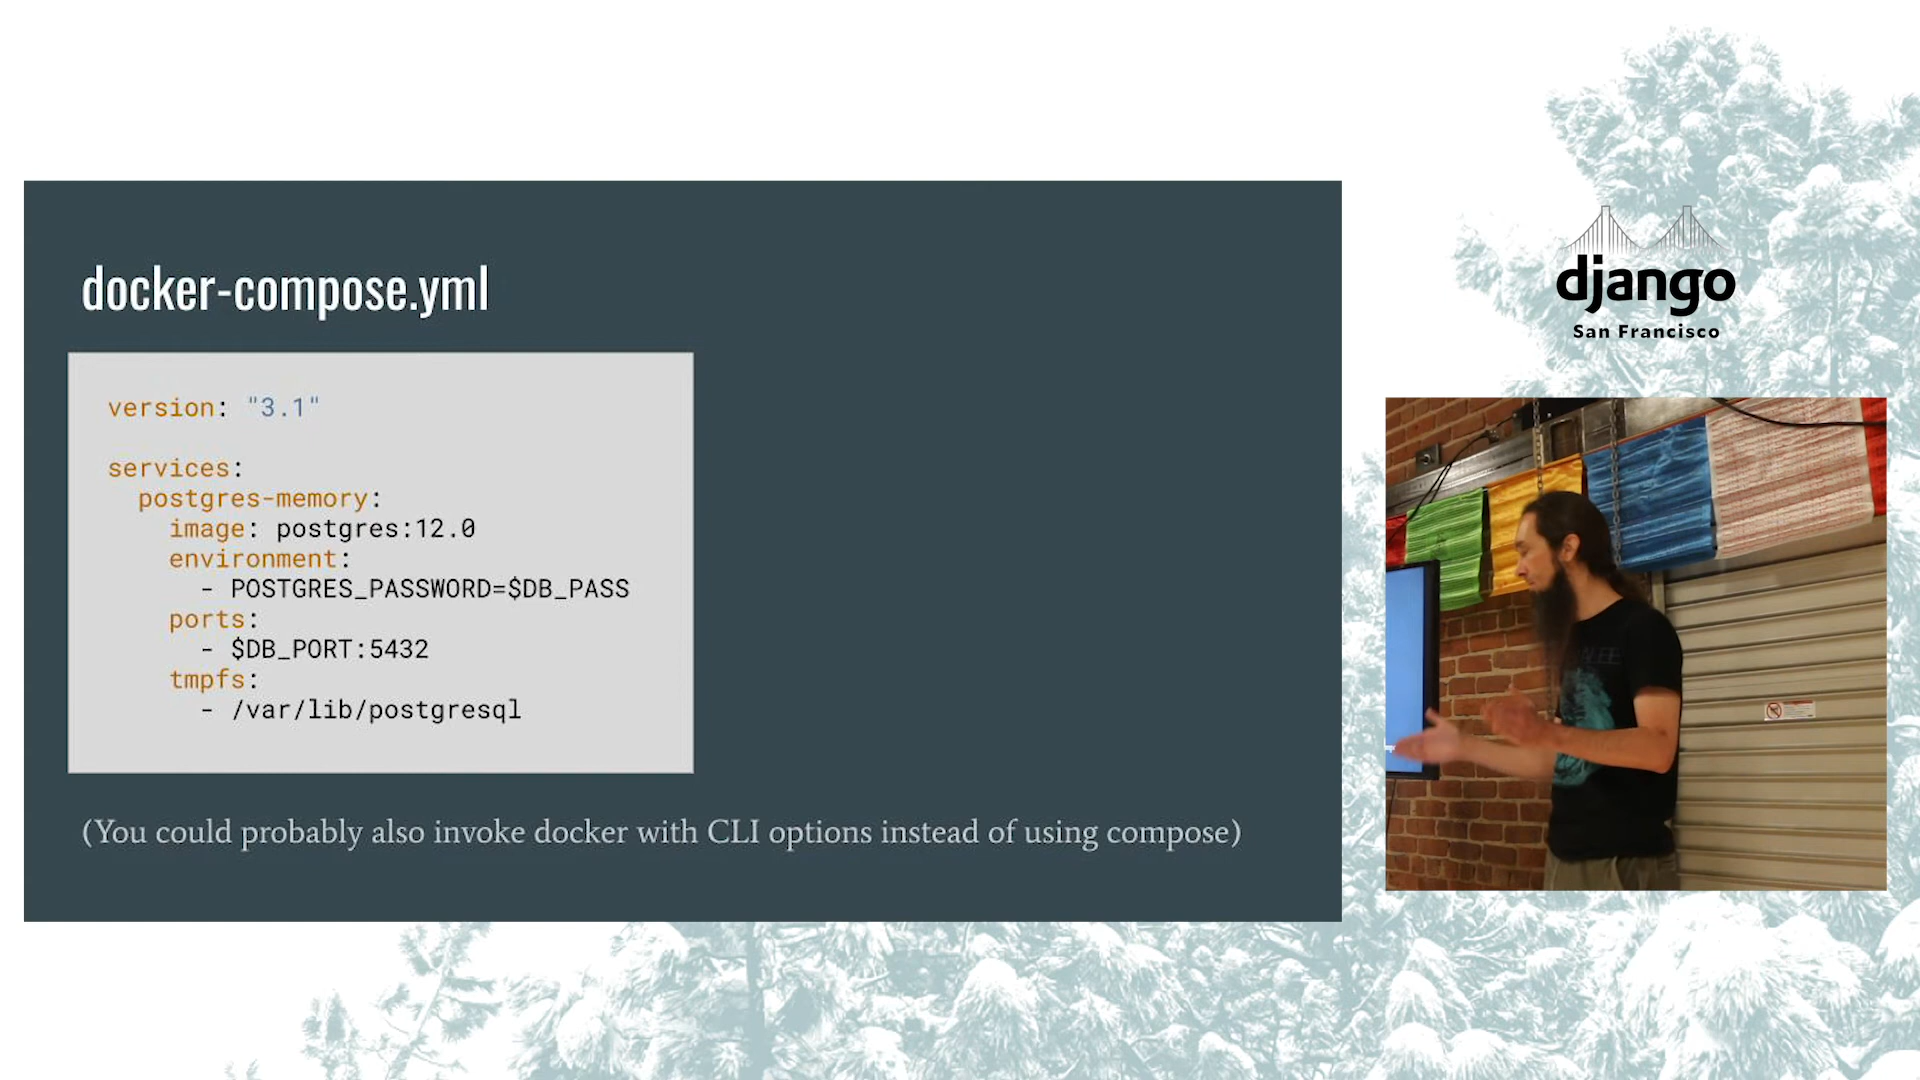 docker-compose.yml
version: "3.1"
services:
  postgres-memory:
    image: postgres:12.0
    environment:
      - POSTGRES_PASSWORD=$DB_PASS
    ports:
      - $DB_PORT:5432
    tmpfs:
      - /var/lib/postgresql
(You could probably also invoke docker with CLI options instead of using compose)
django
San Francisco